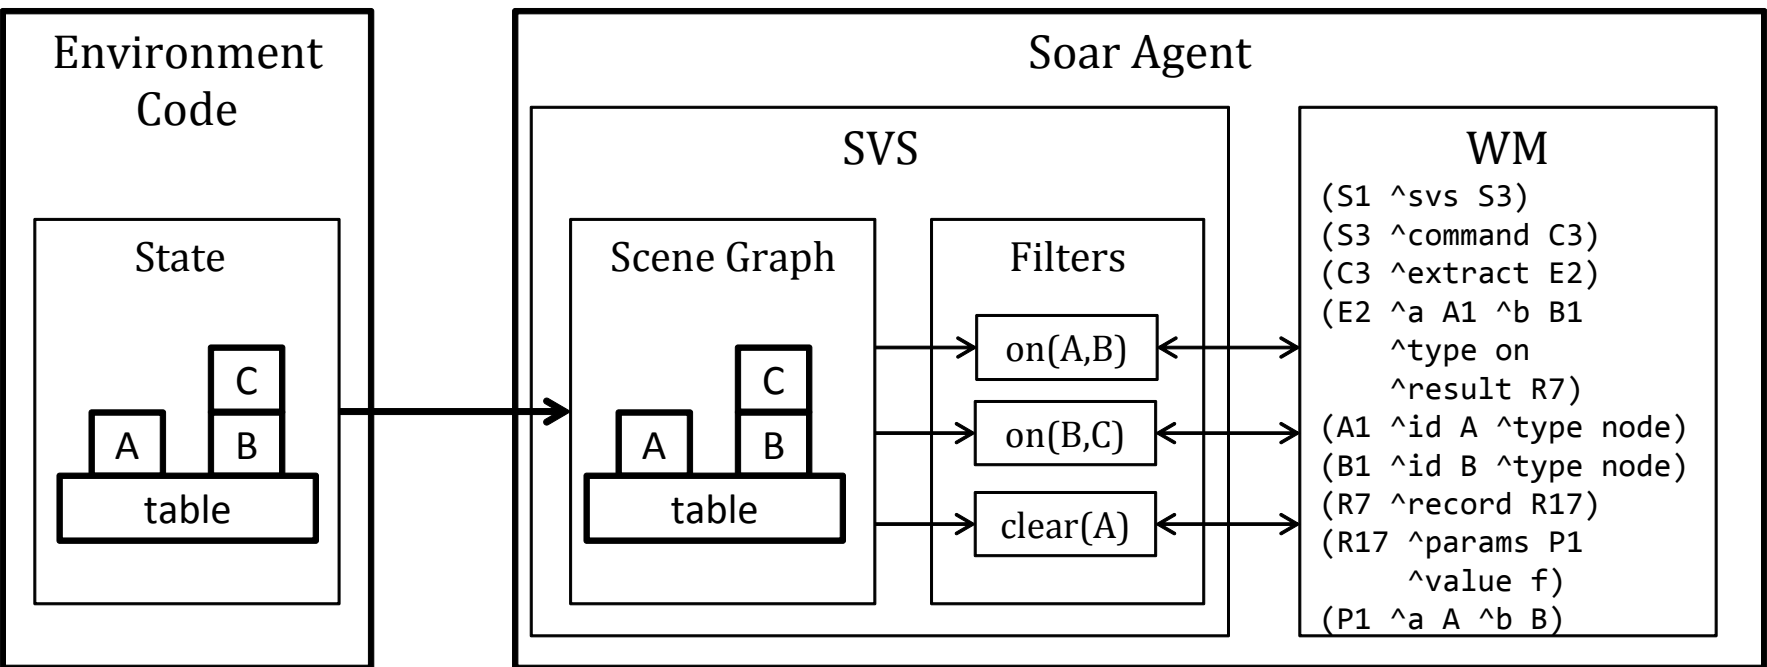 Environment
Code
State
C
A
B
table
Soar Agent
SVS
Scene Graph
C
A
B
table
Filters
on(A,B)
on(B,C)
clear(A)
WM
(S1 ^svs S3)
(S3 ^command C3)
(C3 ^extract E2)
(E2 ^a A1 ^b B1
^type on
^result R7)
(A1 ^id A ^type node)
(B1 ^id B ^type node)
(R7 ^record R17)
(R17 ^params P1
^value f)
(P1 ^a A ^b B)